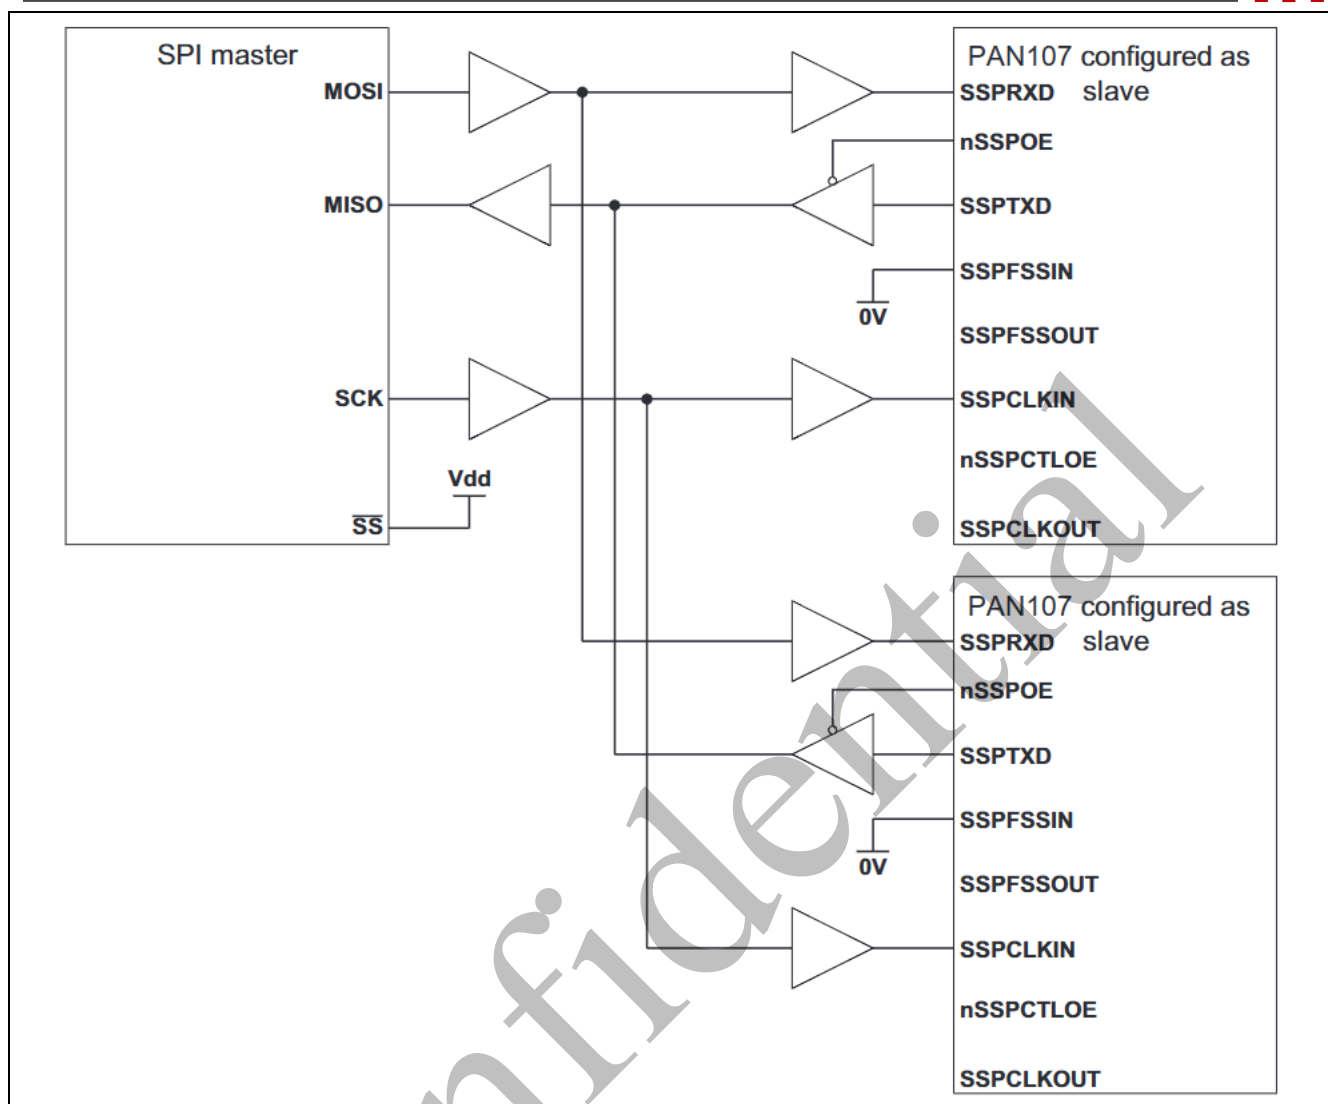 SPI master
MOSI
MISO
SCK
Vdd
SS
PAN107 configured as
slave
SSPRXD
nSSPOE
SSPTXD
SSPFSSIN
0V
SSPFSSOUT
SSPCLKIN
nSSPCTLOE
SSPCLKOUT
PAN107 configured as
slave
SSPRXD
nSSPOE
SSPTXD
SSPFSSIN
0V
SSPFSSOUT
SSPCLKIN
nSSPCTLOE
SSPCLKOUT
nfidential